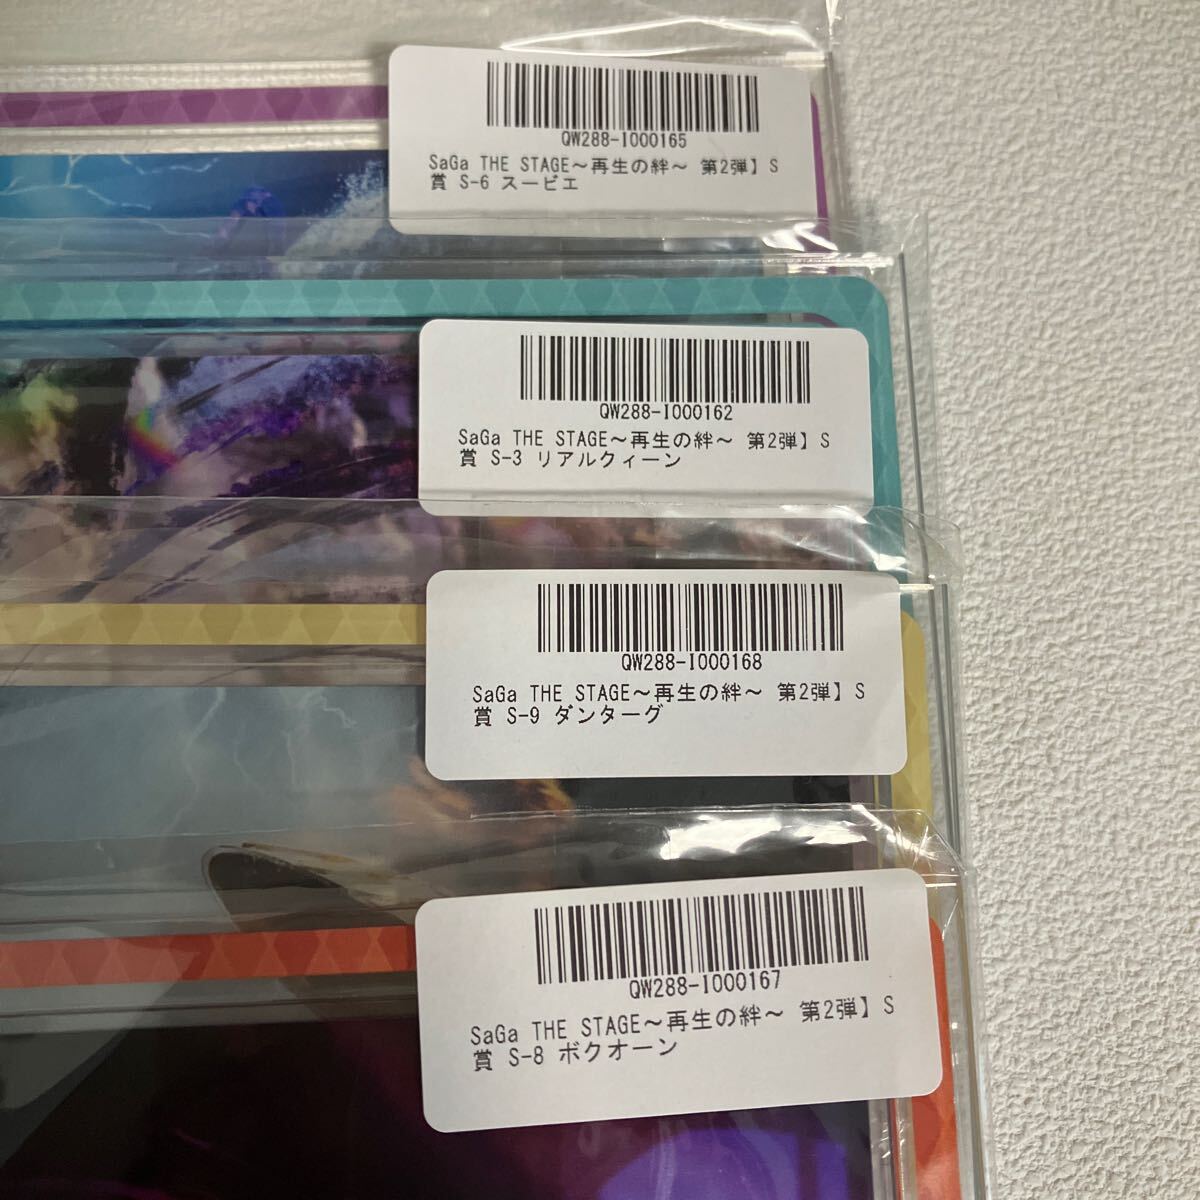 QW288-I000165
SaGa THE STAGE～再生の絆～ 第2弾】S
賞 S-6 スービエ
QW288-I000162
SaGa THE STAGE～再生の絆～ 第2弾】S
賞 S-3 リアルクィーン
QW288-I000168
SaGa THE STAGE～再生の絆～ 第2弾】S
賞 S-9 ダンターグ
QW288-I000167
SaGa THE STAGE～再生の絆～ 第2弾】S
賞 S-8 ボクオーン